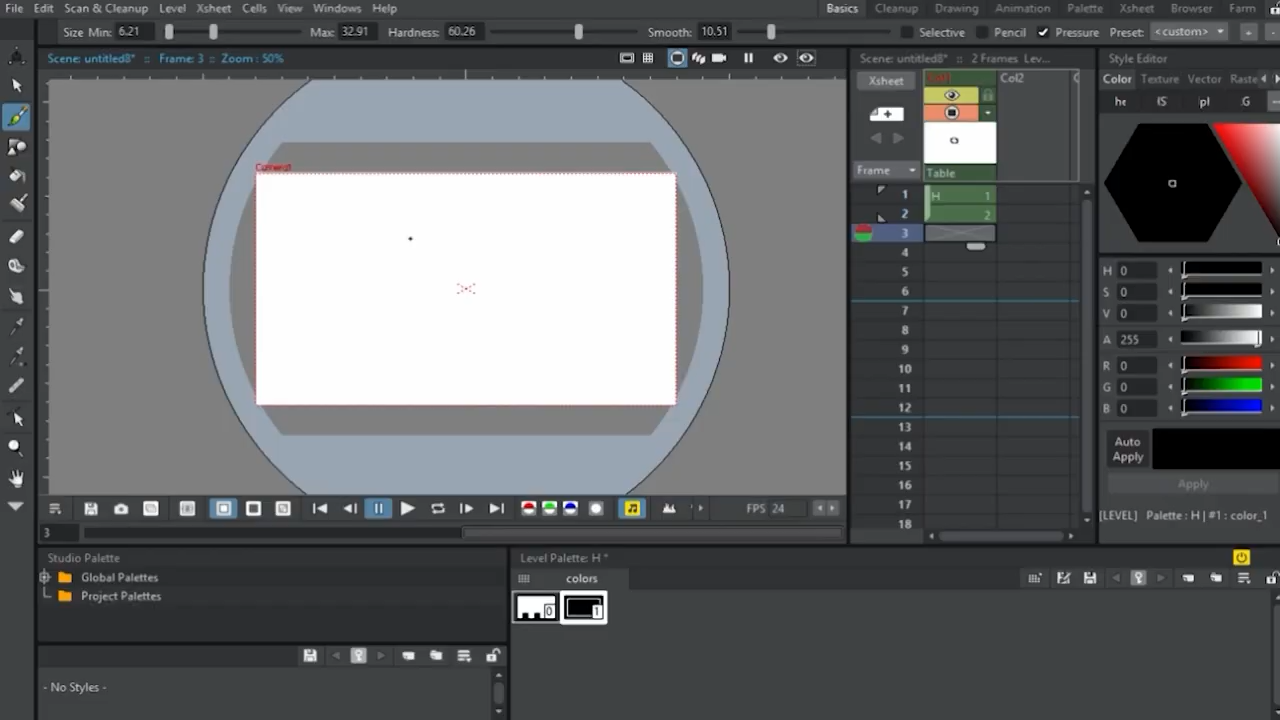 File Edit Scan & Cleanup Level Xsheet Cells View Windows Help Basics Cleanup Drawing Animation Palette Xsheet Browser Farm
Size Min: 6.21 Max: 32.91 Hardness: 60.26 Smooth: 10.51 Selective Pencil Pressure Preset: <custom>
Scene: untitled8* :: Frame: 3 :: Zoom : 50%
Scene: untitled8* :: 2 Frames Lev...
Style Editor
Color Texture Vector Raste
Xsheet
Col2
Frame
Table
Camera1
H 1
2
1
2
3
4
5
6
7
8
9
10
11
12
13
14
15
16
17
18
H 0
S 0
V 0
A 255
R 0
G 0
B 0
Auto Apply
Apply
[LEVEL] Palette : H | #1 : color_1
FPS 24
3
Studio Palette
Global Palettes
Project Palettes
- No Styles -
Level Palette: H *
colors
0
1